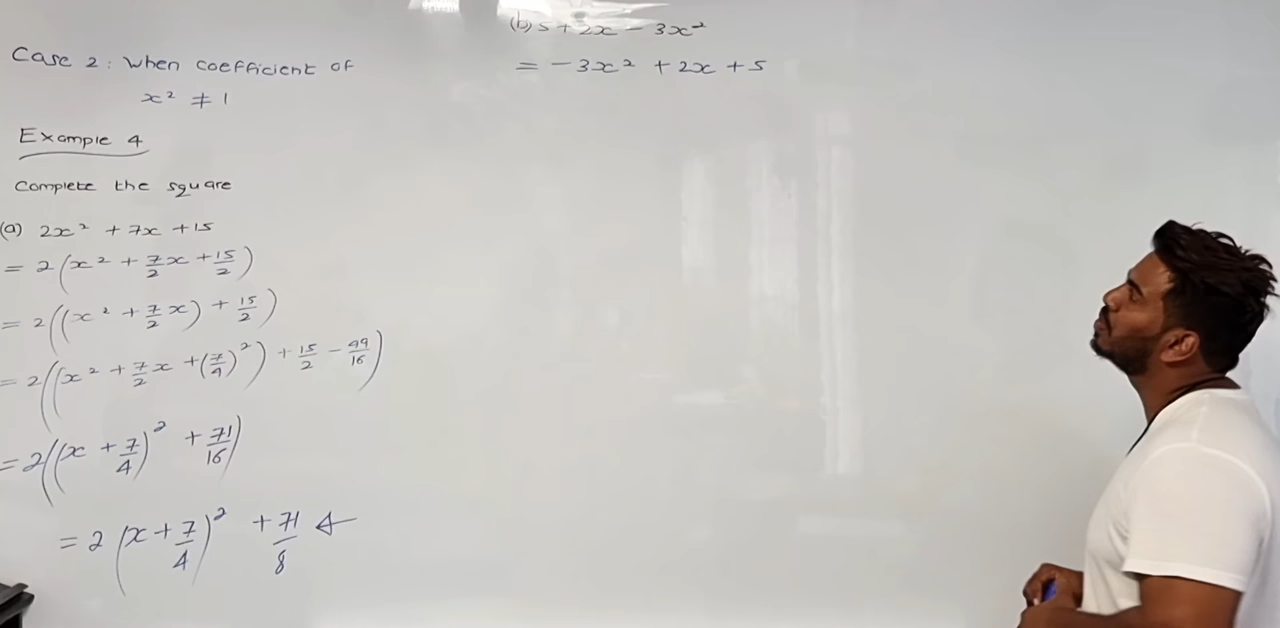 Case 2: When coefficient of
x² ≠ 1
Example 4
Complete the square
(a) 2x² + 7x + 15
= 2(x² + 7/2 x + 15/2)
= 2((x² + 7/2 x) + 15/2)
= 2((x² + 7/2 x + (7/4)²) + 15/2 - 49/16)
= 2((x + 7/4)² + 71/16)
= 2(x + 7/4)² + 71/8
(b) 5 + 2x - 3x²
= -3x² + 2x + 5